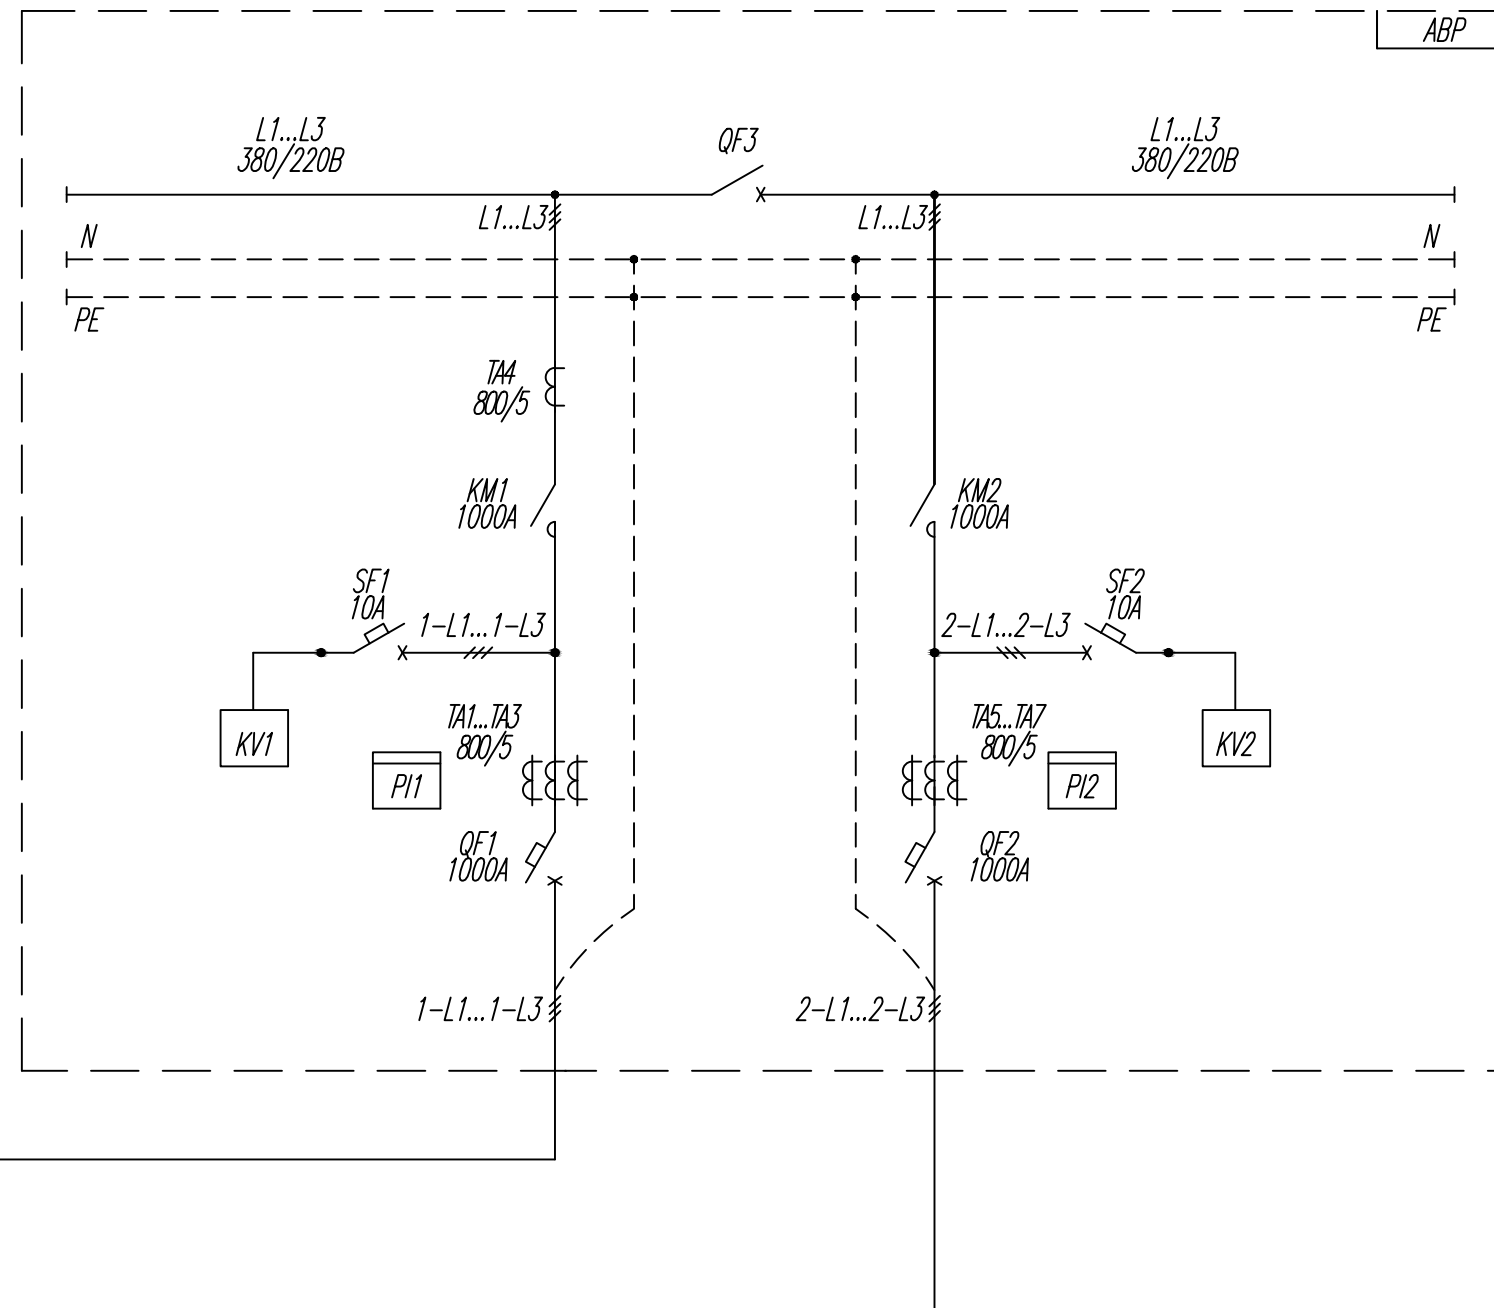 АВР
L1...L3
380/220В
QF3
L1...L3
380/220В
L1...L3
L1...L3
N
N
PE
PE
TA4
800/5
KM1
1000A
KM2
1000A
SF1
10A
1-L1...1-L3
2-L1...2-L3
SF2
10A
TA1...TA3
800/5
TA5...TA7
800/5
KV1
KV2
PI1
PI2
QF1
1000A
QF2
1000A
1-L1...1-L3
2-L1...2-L3